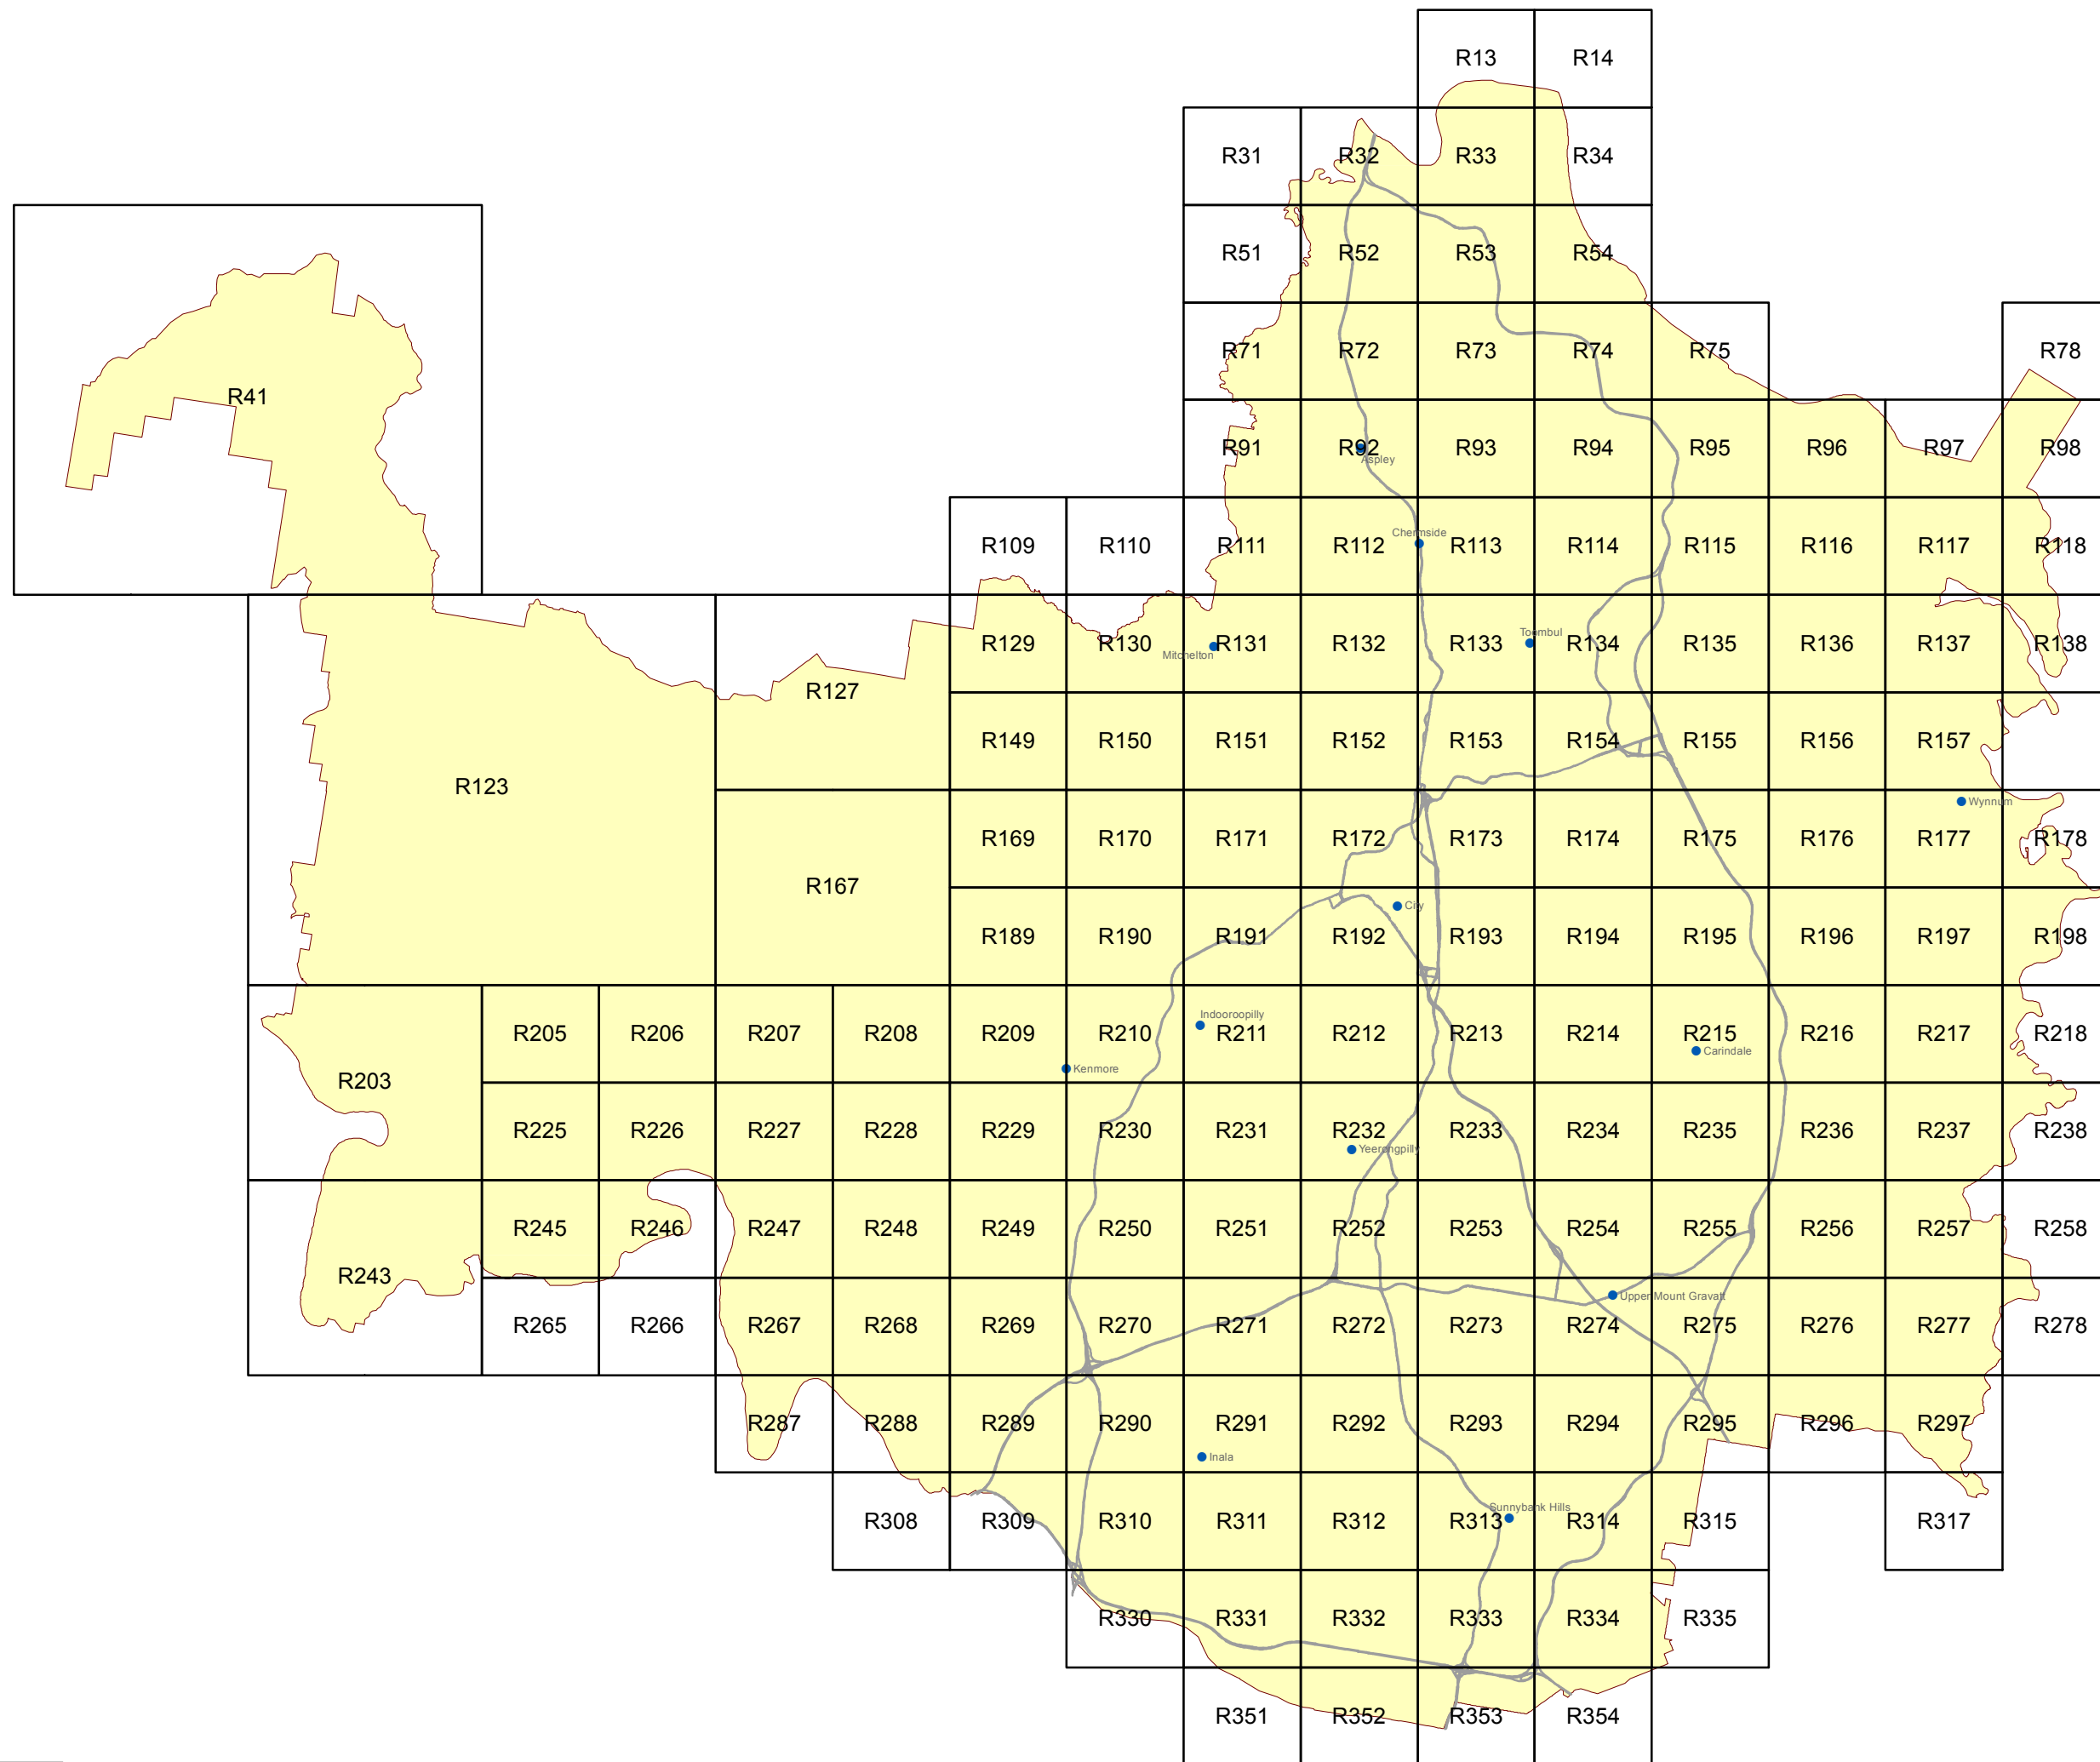 R13 R14
R31 R32 R33 R34
R51 R52 R53 R54
R71 R72 R73 R74 R75 R78
R41
R91 R92 R93 R94 R95 R96 R97 R98
Aspley
Chermside
R109 R110 R111 R112 R113 R114 R115 R116 R117 R118
Toombul
R129 R130 R131 R132 R133 R134 R135 R136 R137 R138
Mitchelton
R127
R149 R150 R151 R152 R153 R154 R155 R156 R157
R123
Wynnum
R169 R170 R171 R172 R173 R174 R175 R176 R177 R178
R167
City
R189 R190 R191 R192 R193 R194 R195 R196 R197 R198
Indooroopilly
R205 R206 R207 R208 R209 R210 R211 R212 R213 R214 R215 R216 R217 R218
Carindale
Kenmore
R203
R225 R226 R227 R228 R229 R230 R231 R232 R233 R234 R235 R236 R237 R238
Yeerongpilly
R245 R246 R247 R248 R249 R250 R251 R252 R253 R254 R255 R256 R257 R258
R243
Upper Mount Gravatt
R265 R266 R267 R268 R269 R270 R271 R272 R273 R274 R275 R276 R277 R278
R287 R288 R289 R290 R291 R292 R293 R294 R295 R296 R297
Inala
Sunnybank Hills
R308 R309 R310 R311 R312 R313 R314 R315 R317
R330 R331 R332 R333 R334 R335
R351 R352 R353 R354